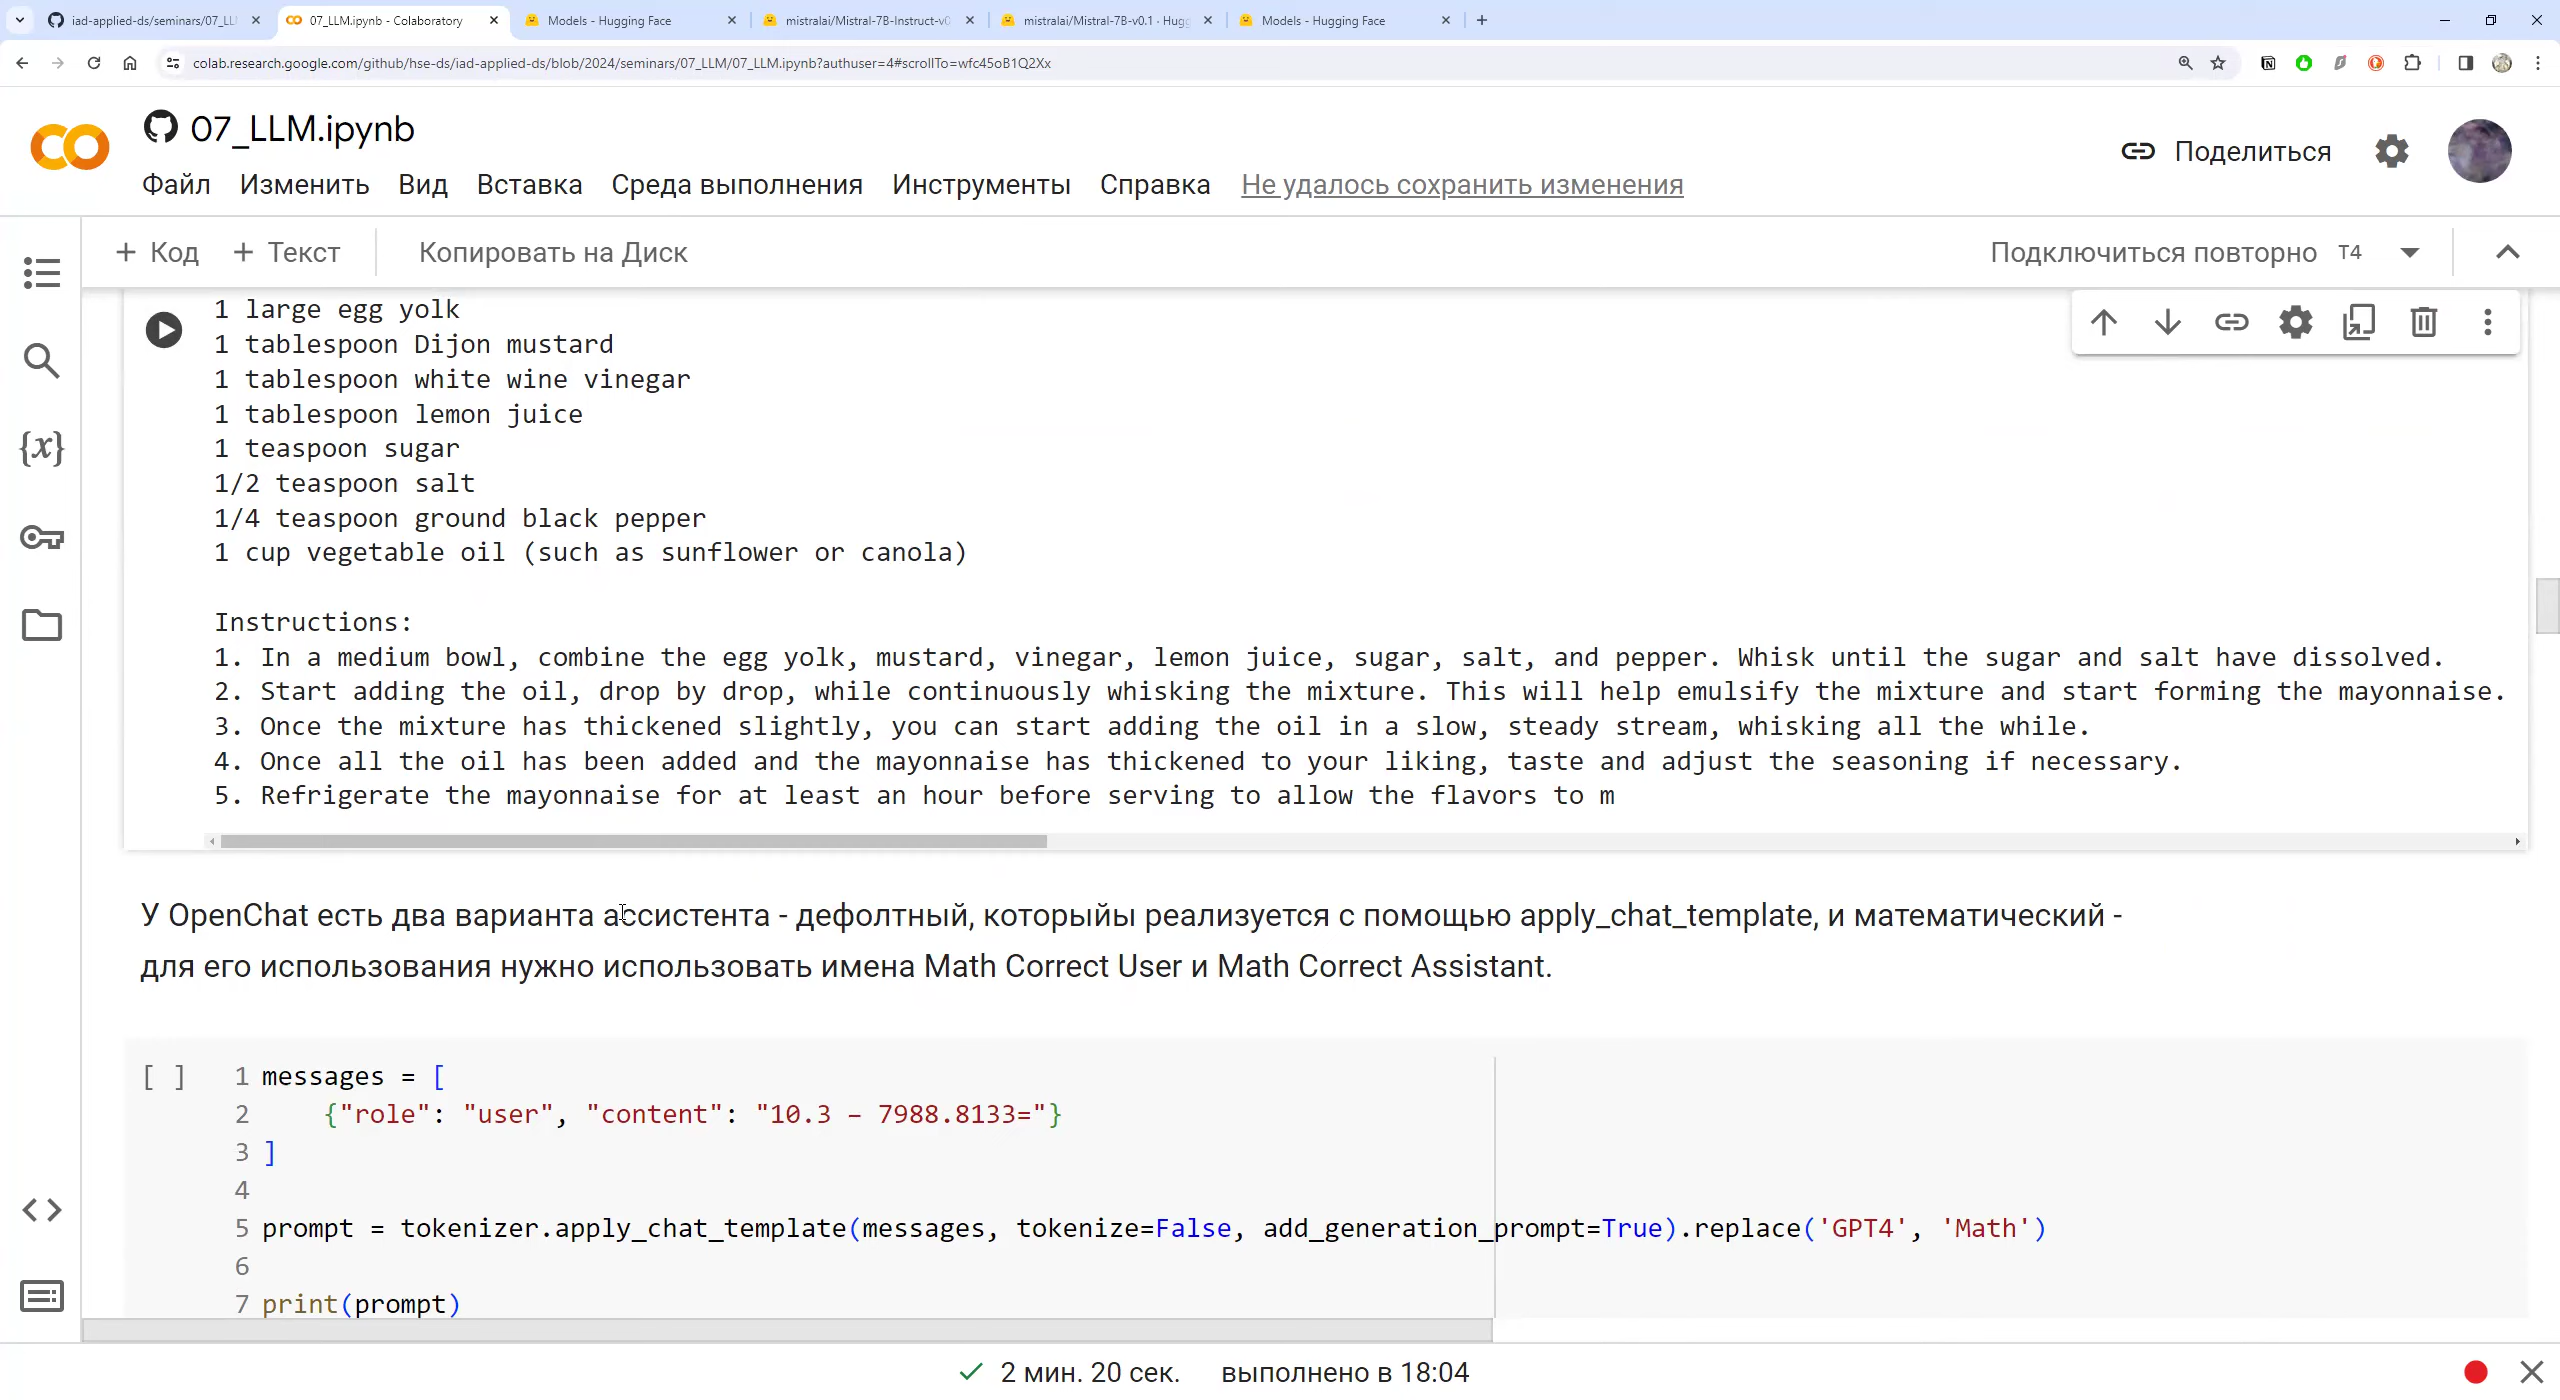 iad-applied-ds/seminars/07_LL
07_LLM.ipynb - Colaboratory
Models - Hugging Face
mistralai/Mistral-7B-Instruct-v0
mistralai/Mistral-7B-v0.1 · Hugg
Models - Hugging Face
colab.research.google.com/github/hse-ds/iad-applied-ds/blob/2024/seminars/07_LLM/07_LLM.ipynb?authuser=4#scrollTo=wfc45oB1Q2Xx
07_LLM.ipynb
Поделиться
Файл Изменить Вид Вставка Среда выполнения Инструменты Справка Не удалось сохранить изменения
+ Код + Текст Копировать на Диск Подключиться повторно T4
1 large egg yolk
1 tablespoon Dijon mustard
1 tablespoon white wine vinegar
1 tablespoon lemon juice
1 teaspoon sugar
1/2 teaspoon salt
1/4 teaspoon ground black pepper
1 cup vegetable oil (such as sunflower or canola)
Instructions:
1. In a medium bowl, combine the egg yolk, mustard, vinegar, lemon juice, sugar, salt, and pepper. Whisk until the sugar and salt have dissolved.
2. Start adding the oil, drop by drop, while continuously whisking the mixture. This will help emulsify the mixture and start forming the mayonnaise.
3. Once the mixture has thickened slightly, you can start adding the oil in a slow, steady stream, whisking all the while.
4. Once all the oil has been added and the mayonnaise has thickened to your liking, taste and adjust the seasoning if necessary.
5. Refrigerate the mayonnaise for at least an hour before serving to allow the flavors to m
У OpenChat есть два варианта ассистента - дефолтный, которыйы реализуется с помощью apply_chat_template, и математический -
для его использования нужно использовать имена Math Correct User и Math Correct Assistant.
[ ] 1 messages = [
2 {"role": "user", "content": "10.3 − 7988.8133="}
3 ]
4
5 prompt = tokenizer.apply_chat_template(messages, tokenize=False, add_generation_prompt=True).replace('GPT4', 'Math')
6
7 print(prompt)
2 мин. 20 сек. выполнено в 18:04